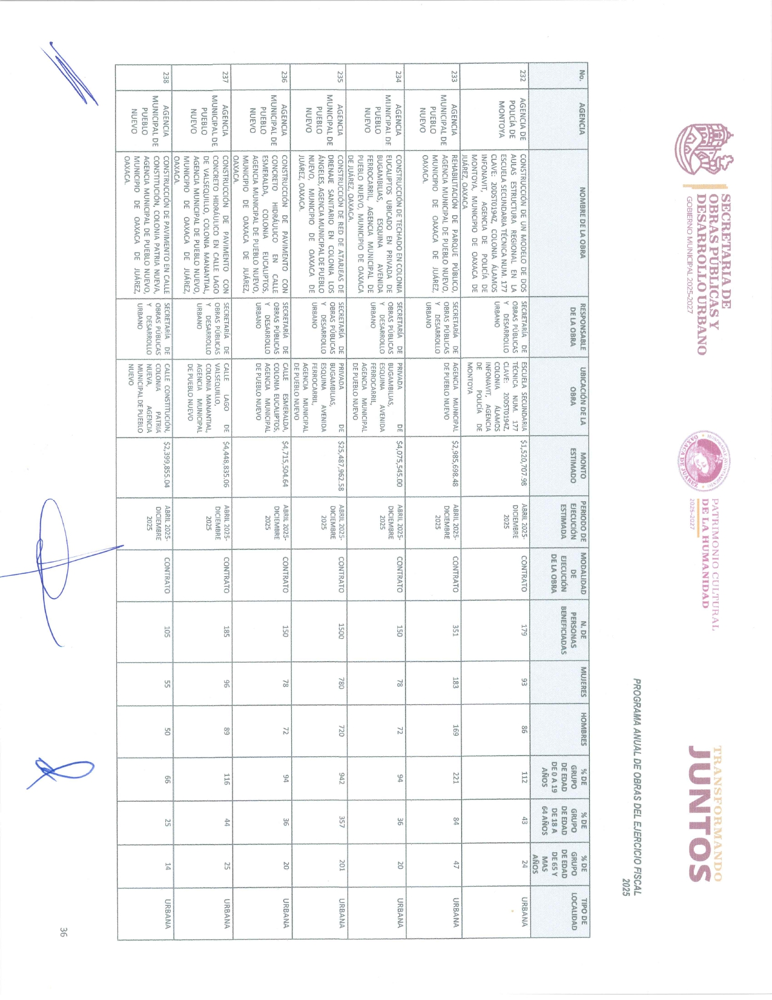 SECRETARIA DE
OBRAS PÚBLICAS Y
DESARROLLO URBANO
GOBIERNO MUNICIPAL 2025-2027
HONORABLE AYUNTAMIENTO
OAXACA DE JUÁREZ
PATRIMONIO CULTURAL
DE LA HUMANIDAD
2025-2027
TRANSFORMANDO
JUNTOS
PROGRAMA ANUAL DE OBRAS DEL EJERCICIO FISCAL
2025
No.
AGENCIA
NOMBRE DE LA OBRA
RESPONSABLE
DE LA OBRA
UBICACIÓN DE LA
OBRA
MONTO
ESTIMADO
PERIODO DE
EJECUCIÓN
ESTIMADA
MODALIDAD
DE
EJECUCIÓN
DE LA OBRA
N. DE
PERSONAS
BENEFICIADAS
MUJERES
HOMBRES
% DE
GRUPO
DE EDAD
DE 0 A 19
AÑOS
% DE
GRUPO
DE EDAD
DE 18 A
64 AÑOS
% DE
GRUPO
DE EDAD
DE 65 Y
MAS
AÑOS
TIPO DE
LOCALIDAD
232
AGENCIA DE
POLICÍA DE
MONTOYA
CONSTRUCCIÓN DE UN MODELO DE DOS
AULAS ESTRUCTURA REGIONAL EN LA
ESCUELA SECUNDARIA TÉCNICA NUM. 177
CLAVE: 20DST0194Z, COLONIA ÁLAMOS
INFONAVIT, AGENCIA DE POLICÍA DE
MONTOYA, MUNICIPIO DE OAXACA DE
JUÁREZ, OAXACA
SECRETARÍA DE
OBRAS PÚBLICAS
Y DESARROLLO
URBANO
ESCUELA SECUNDARIA
TÉCNICA NUM. 177
CLAVE: 20DST0194Z,
COLONIA ÁLAMOS
INFONAVIT, AGENCIA
DE POLICÍA DE
MONTOYA
$1,520,707.98
ABRIL 2025-
DICIEMBRE
2025
CONTRATO
179
93
86
112
43
24
URBANA
233
AGENCIA
MUNICIPAL DE
PUEBLO
NUEVO
REHABILITACIÓN DE PARQUE PÚBLICO,
AGENCIA MUNICIPAL DE PUEBLO NUEVO,
MUNICIPIO DE OAXACA DE JUÁREZ,
OAXACA.
SECRETARÍA DE
OBRAS PÚBLICAS
Y DESARROLLO
URBANO
AGENCIA MUNICIPAL
DE PUEBLO NUEVO
$2,985,698.48
ABRIL 2025-
DICIEMBRE
2025
CONTRATO
351
183
169
221
84
47
URBANA
234
AGENCIA
MUNICIPAL DE
PUEBLO
NUEVO
CONSTRUCCIÓN DE TECHADO EN COLONIA
EUCALIPTOS UBICADO EN PRIVADA DE
BUGAMBILIAS, ESQUINA AVENIDA
FERROCARRIL, AGENCIA MUNICIPAL DE
PUEBLO NUEVO, MUNICIPIO DE OAXACA
DE JUÁREZ, OAXACA.
SECRETARÍA DE
OBRAS PÚBLICAS
Y DESARROLLO
URBANO
PRIVADA DE
BUGAMBILIAS,
ESQUINA AVENIDA
FERROCARRIL,
AGENCIA MUNICIPAL
DE PUEBLO NUEVO
$4,075,545.00
ABRIL 2025-
DICIEMBRE
2025
CONTRATO
150
78
72
94
36
20
URBANA
235
AGENCIA
MUNICIPAL DE
PUEBLO
NUEVO
CONSTRUCCIÓN DE RED DE ATARJEAS DE
DRENAJE SANITARIO EN COLONIA LOS
ÁNGELES, AGENCIA MUNICIPAL DE PUEBLO
NUEVO, MUNICIPIO DE OAXACA DE
JUÁREZ, OAXACA.
SECRETARÍA DE
OBRAS PÚBLICAS
Y DESARROLLO
URBANO
PRIVADA DE
BUGAMBILIAS,
ESQUINA AVENIDA
FERROCARRIL,
AGENCIA MUNICIPAL
DE PUEBLO NUEVO
$25,487,962.58
ABRIL 2025-
DICIEMBRE
2025
CONTRATO
1500
780
720
942
357
201
URBANA
236
AGENCIA
MUNICIPAL DE
PUEBLO
NUEVO
CONSTRUCCIÓN DE PAVIMENTO CON
CONCRETO HIDRÁULICO EN CALLE
ESMERALDA, COLONIA EUCALIPTOS,
AGENCIA MUNICIPAL DE PUEBLO NUEVO,
MUNICIPIO DE OAXACA DE JUÁREZ,
OAXACA.
SECRETARÍA DE
OBRAS PÚBLICAS
Y DESARROLLO
URBANO
CALLE ESMERALDA,
COLONIA EUCALIPTOS,
AGENCIA MUNICIPAL
DE PUEBLO NUEVO
$4,715,504.64
ABRIL 2025-
DICIEMBRE
2025
CONTRATO
150
78
72
94
36
20
URBANA
237
AGENCIA
MUNICIPAL DE
PUEBLO
NUEVO
CONSTRUCCIÓN DE PAVIMENTO CON
CONCRETO HIDRÁULICO EN CALLE LAGO
DE VALSEQUILLO, COLONIA MANANTIAL,
AGENCIA MUNICIPAL DE PUEBLO NUEVO,
MUNICIPIO DE OAXACA DE JUÁREZ,
OAXACA.
SECRETARÍA DE
OBRAS PÚBLICAS
Y DESARROLLO
URBANO
CALLE LAGO DE
VALSEQUILLO,
COLONIA MANANTIAL,
AGENCIA MUNICIPAL
DE PUEBLO NUEVO
$4,448,835.06
ABRIL 2025-
DICIEMBRE
2025
CONTRATO
185
96
89
116
44
25
URBANA
238
AGENCIA
MUNICIPAL DE
PUEBLO
NUEVO
CONSTRUCCIÓN DE PAVIMENTO EN CALLE
CONSTITUCIÓN, COLONIA PATRIA NUEVA,
AGENCIA MUNICIPAL DE PUEBLO NUEVO,
MUNICIPIO DE OAXACA DE JUÁREZ,
OAXACA.
SECRETARÍA DE
OBRAS PÚBLICAS
Y DESARROLLO
URBANO
CALLE CONSTITUCIÓN,
COLONIA PATRIA
NUEVA, AGENCIA
MUNICIPAL DE PUEBLO
NUEVO
$2,399,855.04
ABRIL 2025-
DICIEMBRE
2025
CONTRATO
105
55
50
66
25
14
URBANA
36